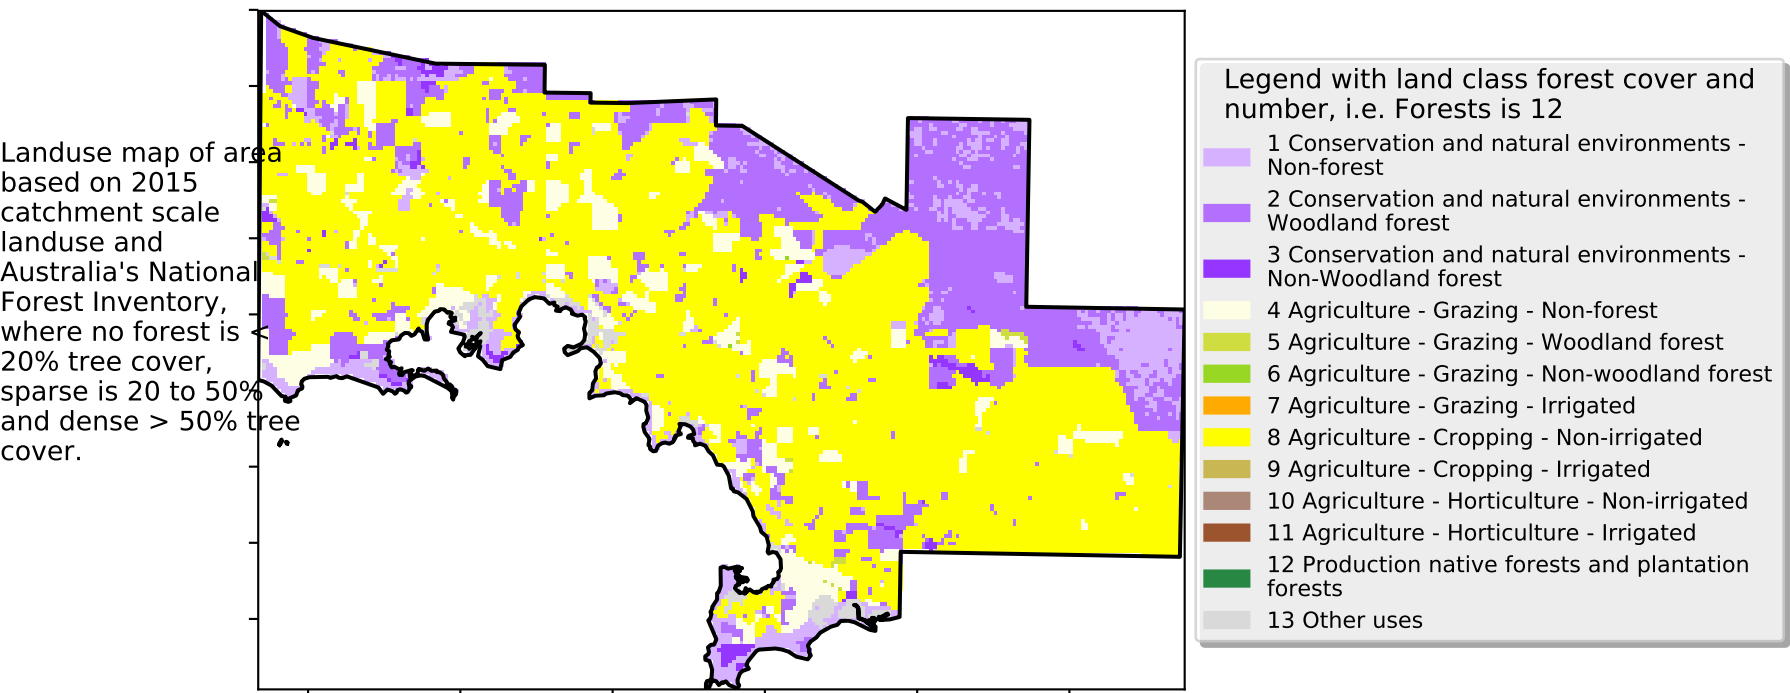 Landuse map of area
based on 2015
catchment scale
landuse and
Australia's National
Forest Inventory,
where no forest is <
20% tree cover,
sparse is 20 to 50%
and dense > 50% tree
cover.
Legend with land class forest cover and
number, i.e. Forests is 12
1 Conservation and natural environments -
Non-forest
2 Conservation and natural environments -
Woodland forest
3 Conservation and natural environments -
Non-Woodland forest
4 Agriculture - Grazing - Non-forest
5 Agriculture - Grazing - Woodland forest
6 Agriculture - Grazing - Non-woodland forest
7 Agriculture - Grazing - Irrigated
8 Agriculture - Cropping - Non-irrigated
9 Agriculture - Cropping - Irrigated
10 Agriculture - Horticulture - Non-irrigated
11 Agriculture - Horticulture - Irrigated
12 Production native forests and plantation
forests
13 Other uses